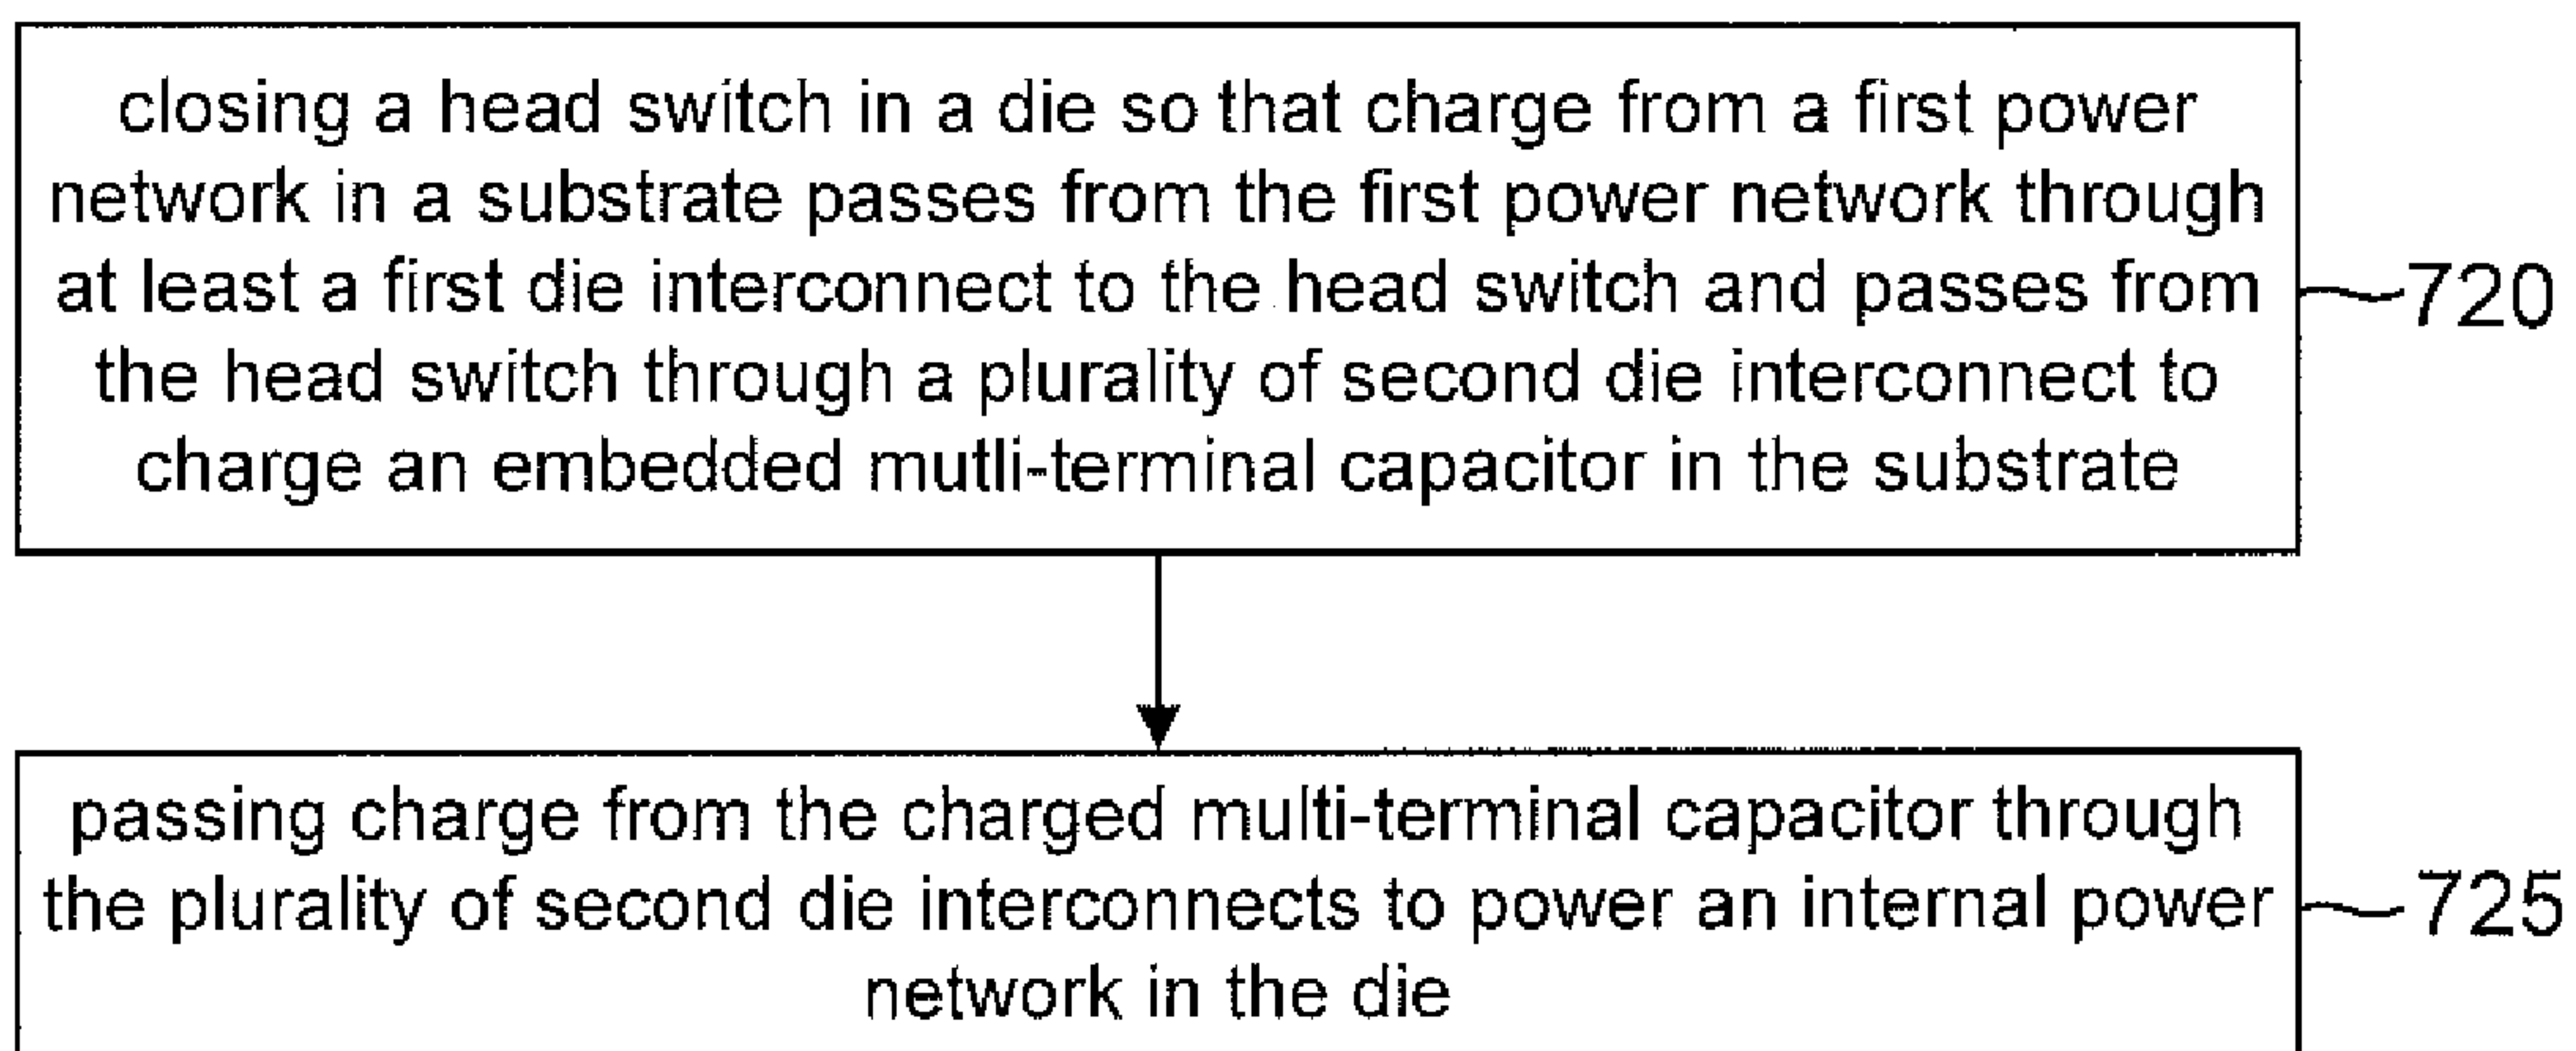 closing a head switch in a die so that charge from a first power
network in a substrate passes from the first power network through
at least a first die interconnect to the head switch and passes from
the head switch through a plurality of second die interconnect to
charge an embedded mutli-terminal capacitor in the substrate
720
passing charge from the charged multi-terminal capacitor through
the plurality of second die interconnects to power an internal power
network in the die
725